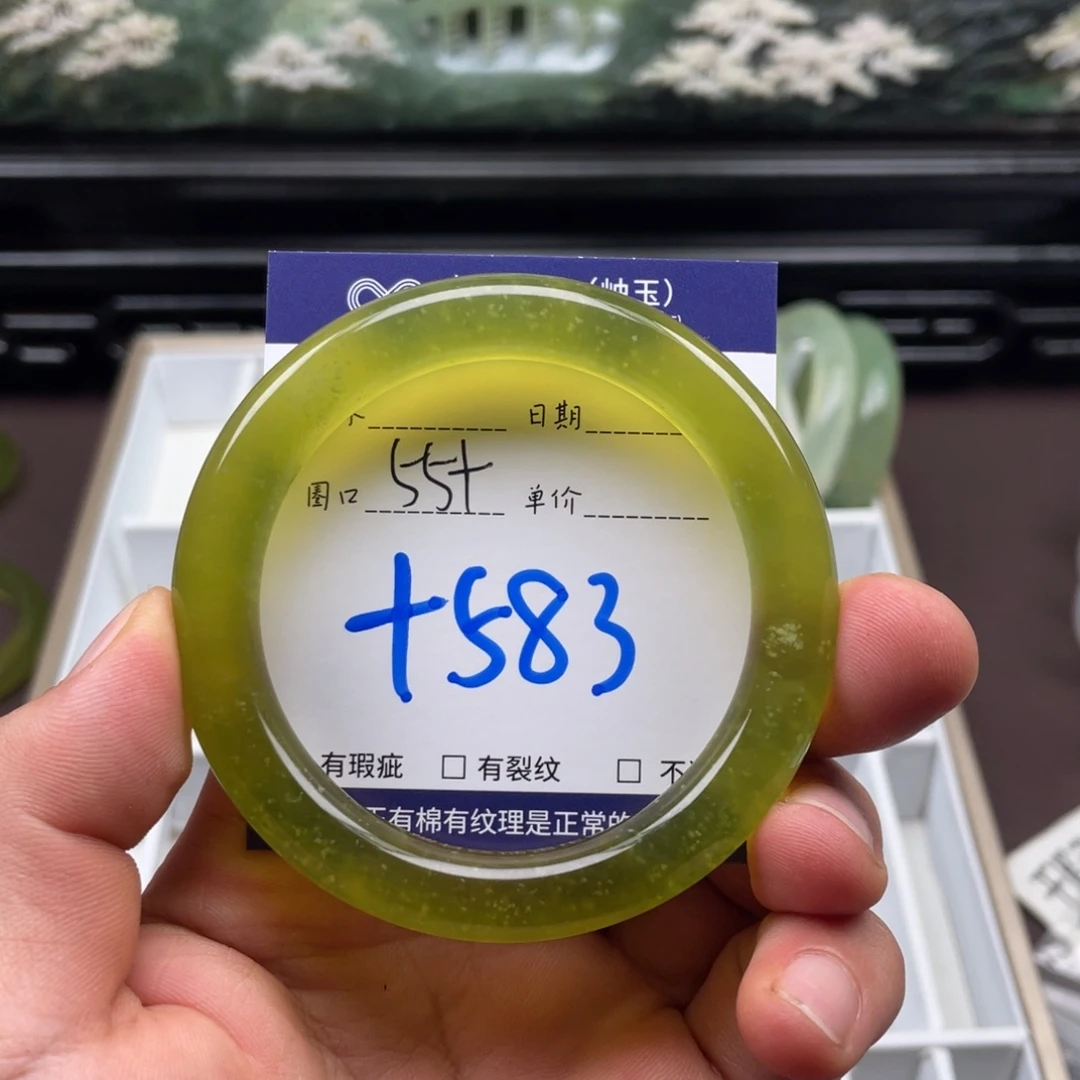 (岫玉)
日期
圈口 55+ 单价
+583
有瑕疵 □ 有裂纹 □ 不
有棉有纹理是正常的